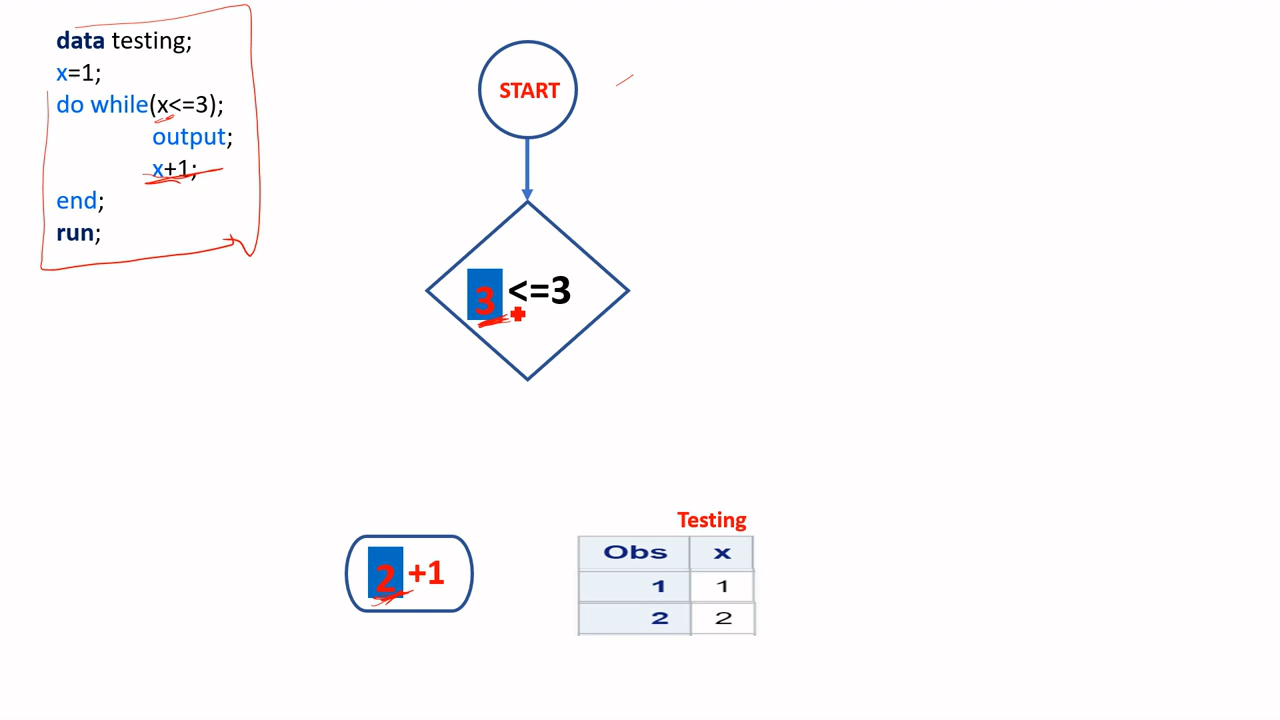 data testing;
x=1;
do while(x<=3);
output;
x+1;
end;
run;
START
3 <=3
2 +1
Testing
Obs x
1 1
2 2